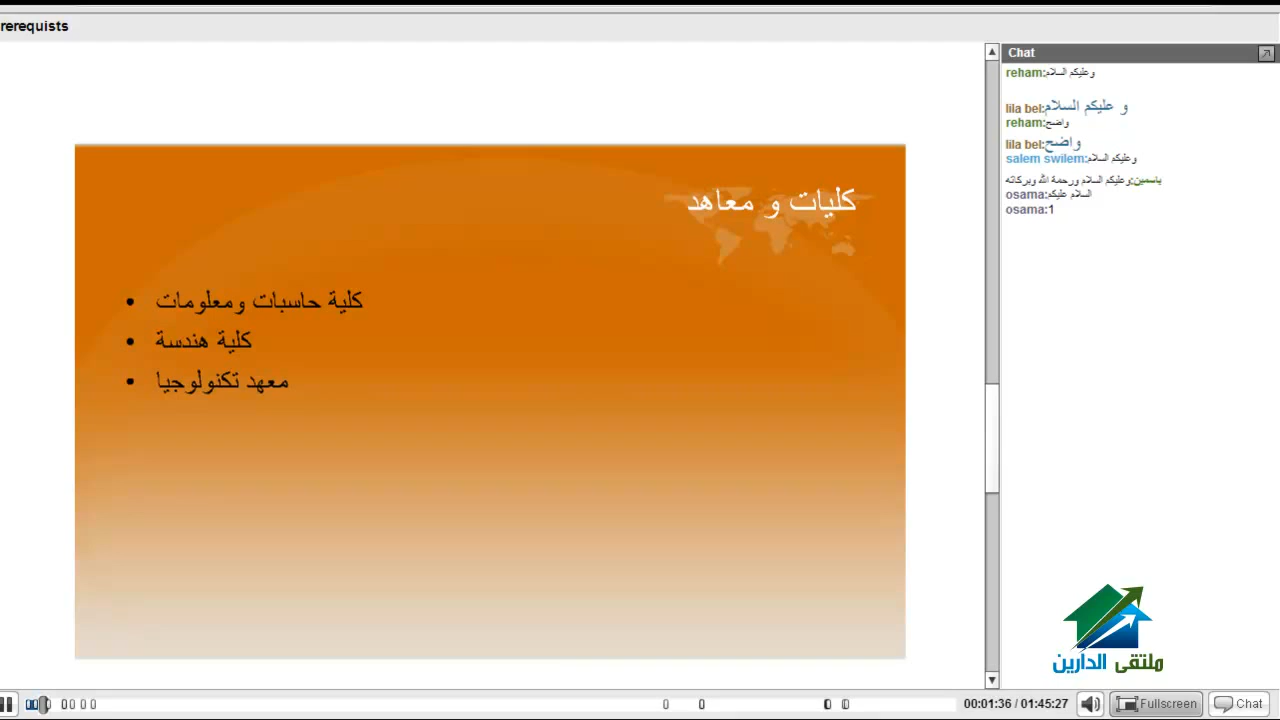 rerequists
كليات و معاهد
• كلية حاسبات ومعلومات
• كلية هندسة
• معهد تكنولوجيا
Chat
reham:وعليكم السلام
lila bel:و عليكم السلام
reham:واضح
lila bel:واضح
salem swilem:وعليكم السلام
ياسمين:وعليكم السلام ورحمة الله وبركاته
osama:السلام عليكم
osama:1
ملتقى الدارين
00:01:36 / 01:45:27
Fullscreen
Chat